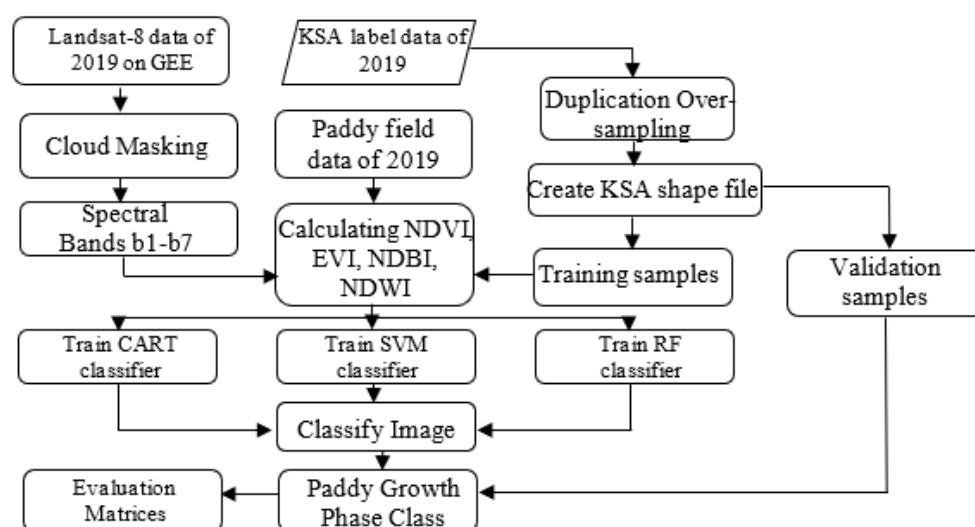 Landsat-8 data of
2019 on GEE
KSA label data of
2019
Duplication Over-
sampling
Cloud Masking
Paddy field
data of 2019
Create KSA shape file
Spectral
Bands b1-b7
Calculating NDVI,
EVI, NDBI,
NDWI
Training samples
Validation
samples
Train CART
classifier
Train SVM
classifier
Train RF
classifier
Classify Image
Evaluation
Matrices
Paddy Growth
Phase Class